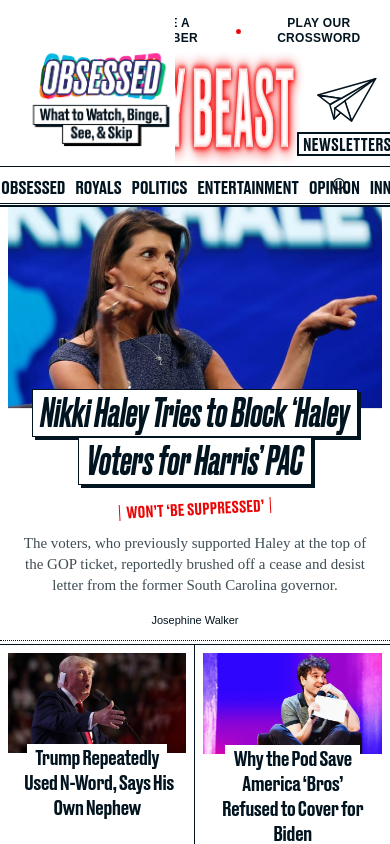 E A
BER
PLAY OUR
CROSSWORD
OBSESSED
What to Watch, Binge,
See, & Skip
Y BEAST
NEWSLETTERS
OBSESSED ROYALS POLITICS ENTERTAINMENT OPINION INN
Nikki Haley Tries to Block ‘Haley
Voters for Harris’ PAC
WON’T ‘BE SUPPRESSED’
The voters, who previously supported Haley at the top of
the GOP ticket, reportedly brushed off a cease and desist
letter from the former South Carolina governor.
Josephine Walker
Trump Repeatedly
Used N-Word, Says His
Own Nephew
Why the Pod Save
America ‘Bros’
Refused to Cover for
Biden